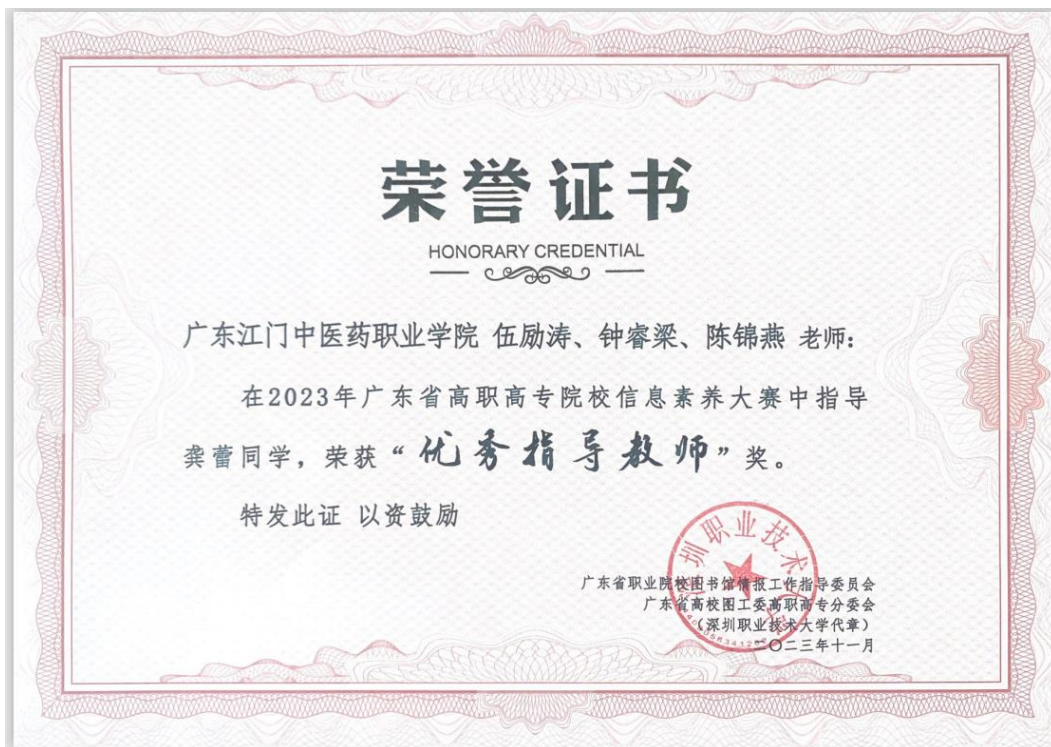 荣誉证书
HONORARY CREDENTIAL
广东江门中医药职业学院 伍励涛、钟睿梁、陈锦燕 老师：
在2023年广东省高职高专院校信息素养大赛中指导
龚蕾同学，荣获“优秀指导教师”奖。
特发此证 以资鼓励
广东省职业院校图书馆情报工作指导委员会
广东省高校图工委高职高专分委会
（深圳职业技术大学代章）
二〇二三年十一月